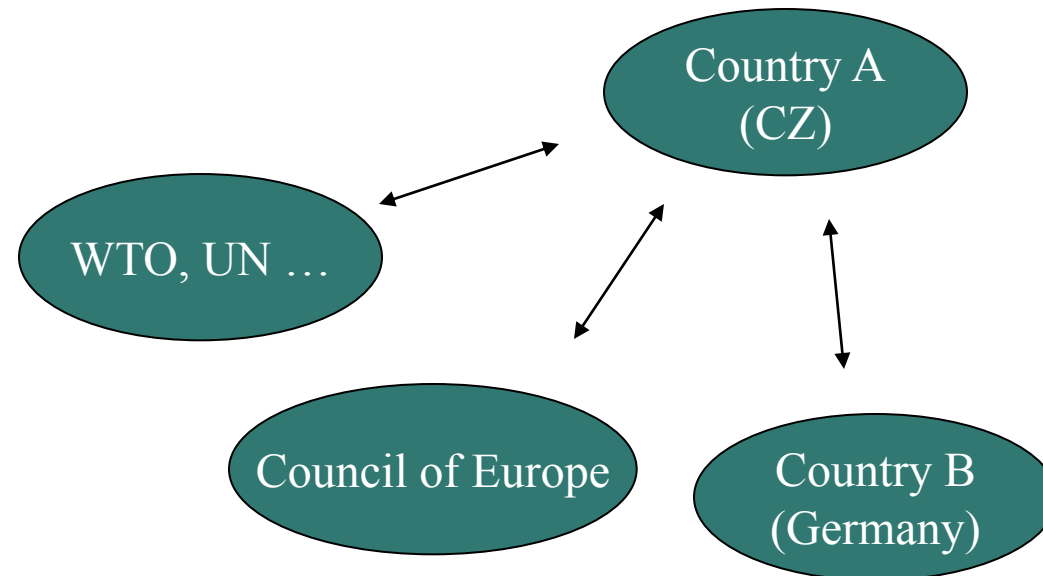 Country A
(CZ)
WTO, UN …
Council of Europe
Country B
(Germany)